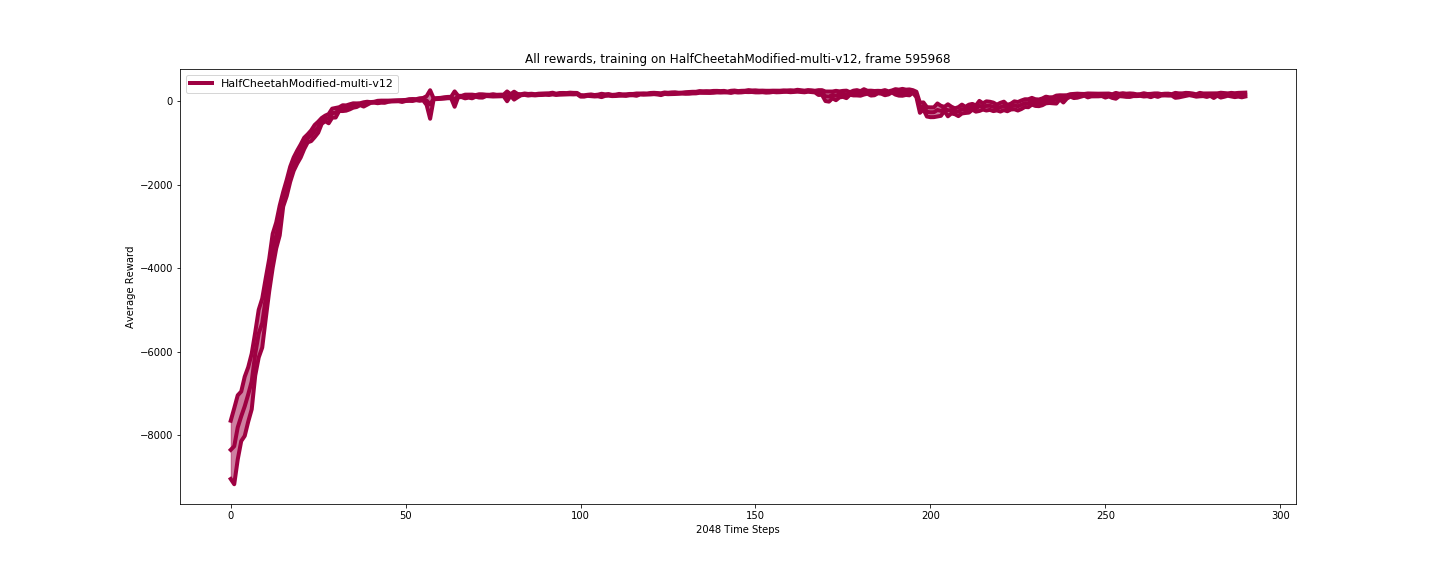 All rewards, training on HalfCheetahModified-multi-v12, frame 595968
HalfCheetahModified-multi-v12
0
−2000
−4000
−6000
−8000
Average Reward
0 50 100 150 200 250 300
2048 Time Steps